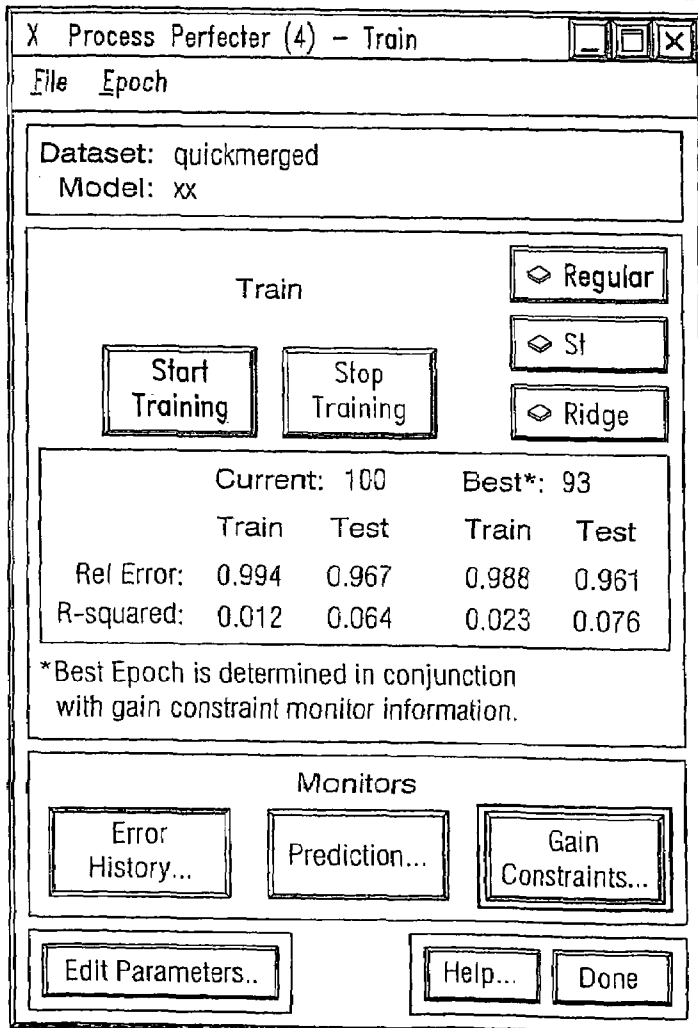 X Process Perfecter (4) – Train
File Epoch
Dataset: quickmerged
Model: xx
Train
Regular
St
Ridge
Start
Training
Stop
Training
Current: 100 Best*: 93
Train Test Train Test
Rel Error: 0.994 0.967 0.988 0.961
R-squared: 0.012 0.064 0.023 0.076
*Best Epoch is determined in conjunction
with gain constraint monitor information.
Monitors
Error
History...
Prediction...
Gain
Constraints...
Edit Parameters..
Help...
Done